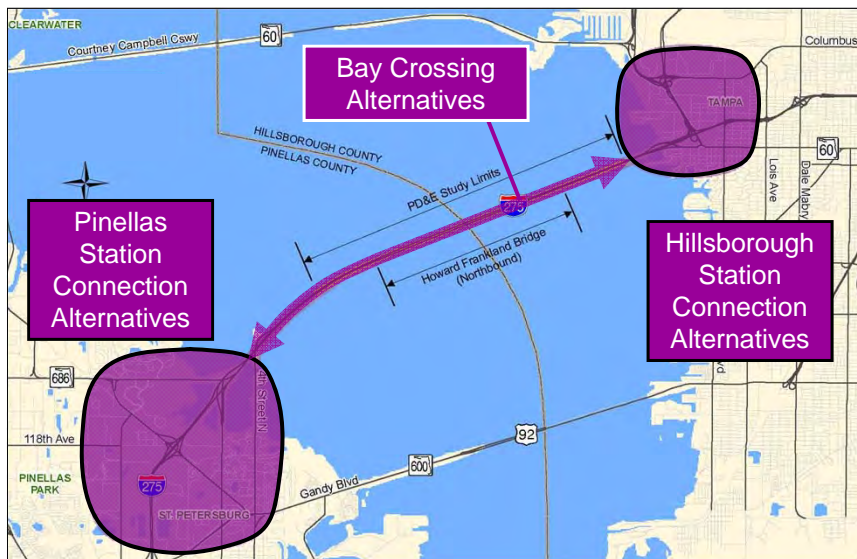 CLEARWATER
Courtney Campbell Cswy
60
60
Columbus
Bay Crossing
Alternatives
TAMPA
HILLSBOROUGH COUNTY
PINELLAS COUNTY
60
Lois Ave
Dale Mabry
PD&E Study Limits
275
Howard Frankland Bridge
(Northbound)
Pinellas
Station
Connection
Alternatives
Hillsborough
Station
Connection
Alternatives
vd
686
4th Street N
118th Ave
92
600
Gandy Blvd
275
PINELLAS
PARK
ST. PETERSBURG